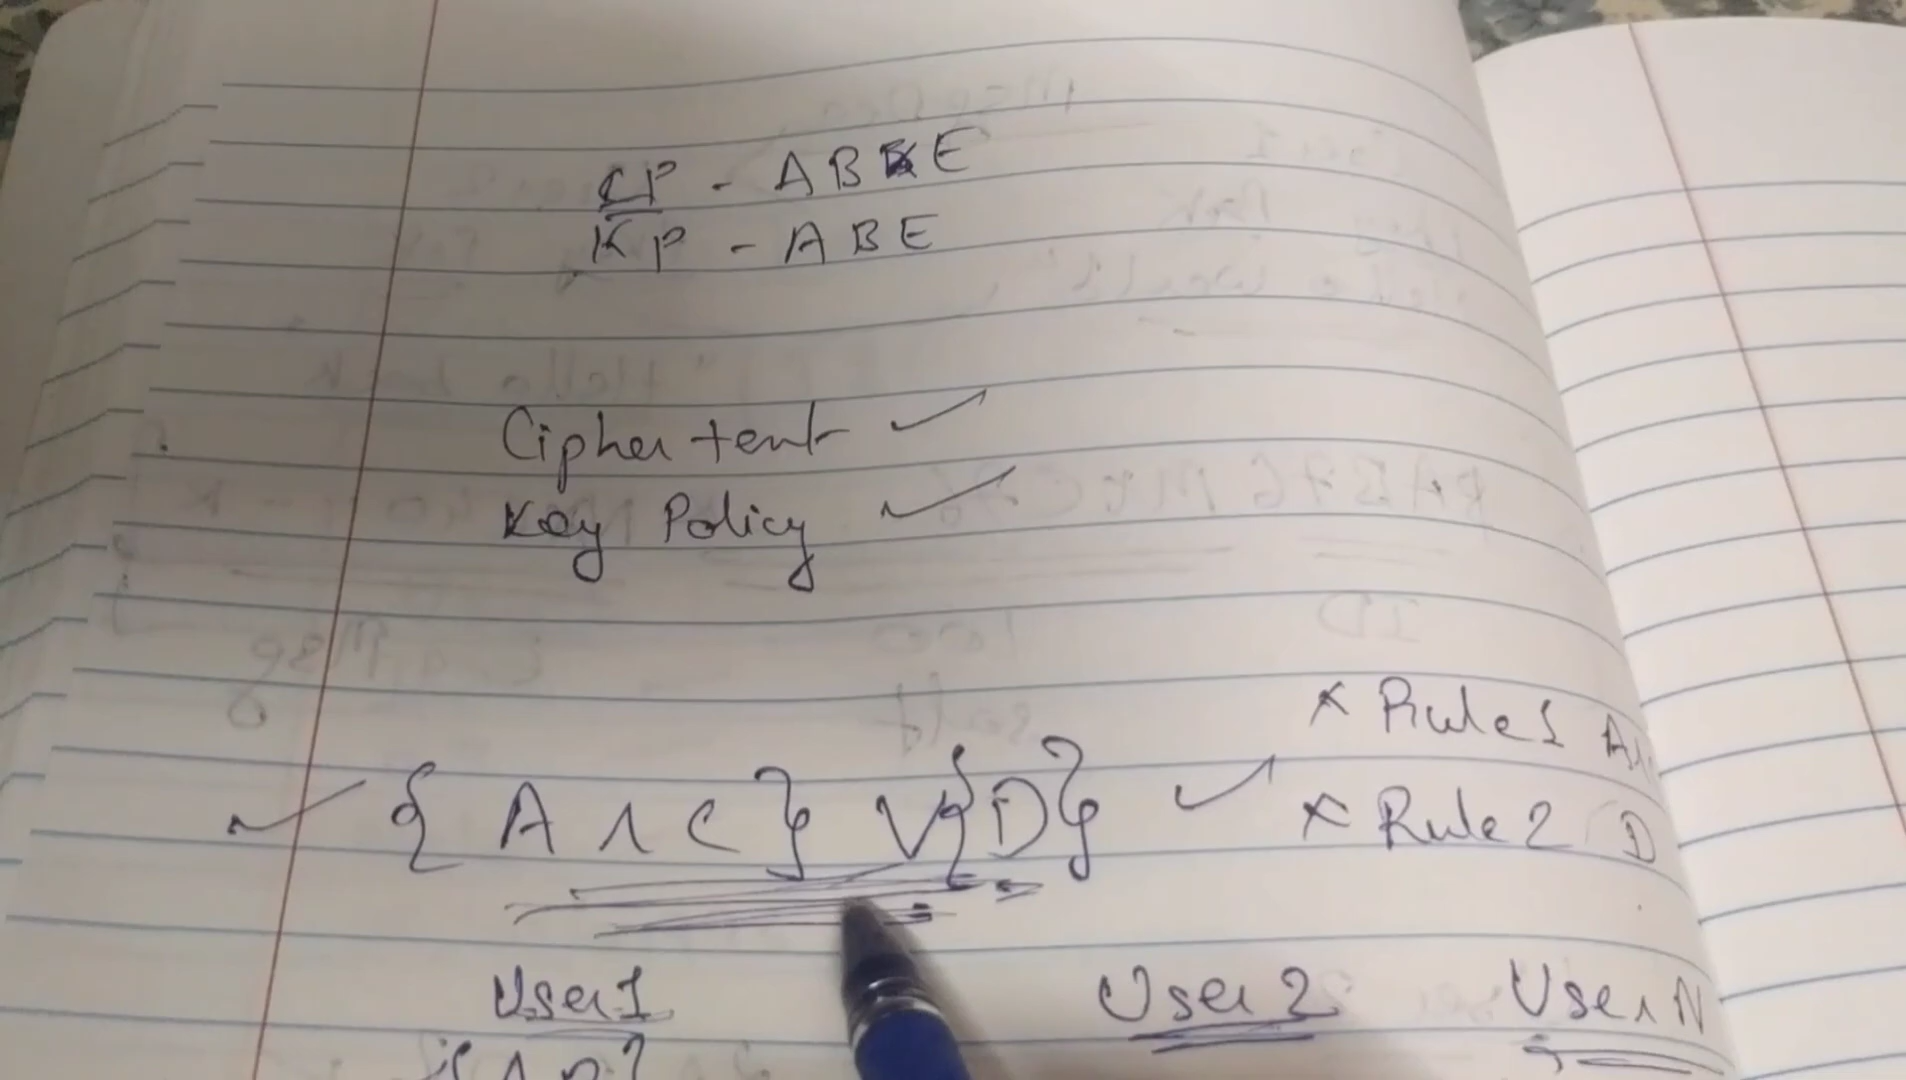 CP - ABE
KP - ABE
Ciphertext ✓
Key Policy ✓
✓ { A ∧ C } V {D} ✓
× Rule 1 A∧
× Rule 2 D
User 1 User 2 User N